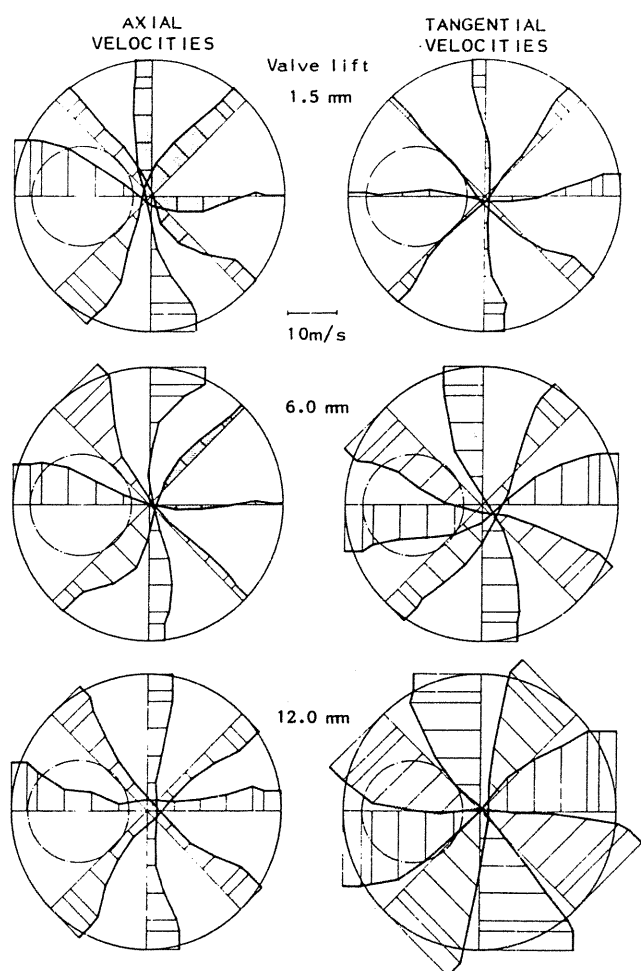 AXIAL
VELOCITIES
TANGENTIAL
VELOCITIES
Valve lift
1.5 mm
10m/s
6.0 mm
12.0 mm